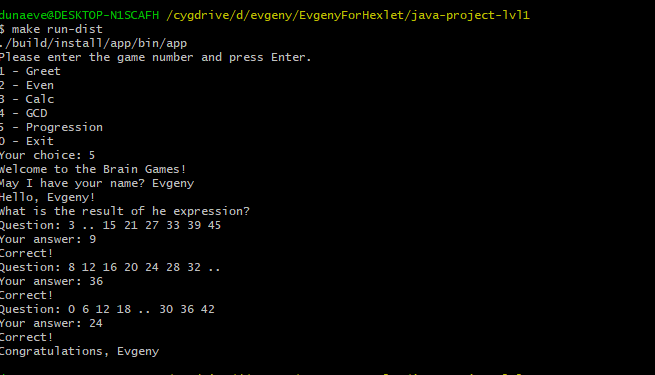 dunaeve@DESKTOP-N1SCAFH /cygdrive/d/evgeny/EvgenyForHexlet/java-project-lvl1
$ make run-dist
./build/install/app/bin/app
Please enter the game number and press Enter.
1 - Greet
2 - Even
3 - Calc
4 - GCD
5 - Progression
0 - Exit
Your choice: 5
Welcome to the Brain Games!
May I have your name? Evgeny
Hello, Evgeny!
What is the result of he expression?
Question: 3 .. 15 21 27 33 39 45
Your answer: 9
Correct!
Question: 8 12 16 20 24 28 32 ..
Your answer: 36
Correct!
Question: 0 6 12 18 .. 30 36 42
Your answer: 24
Correct!
Congratulations, Evgeny